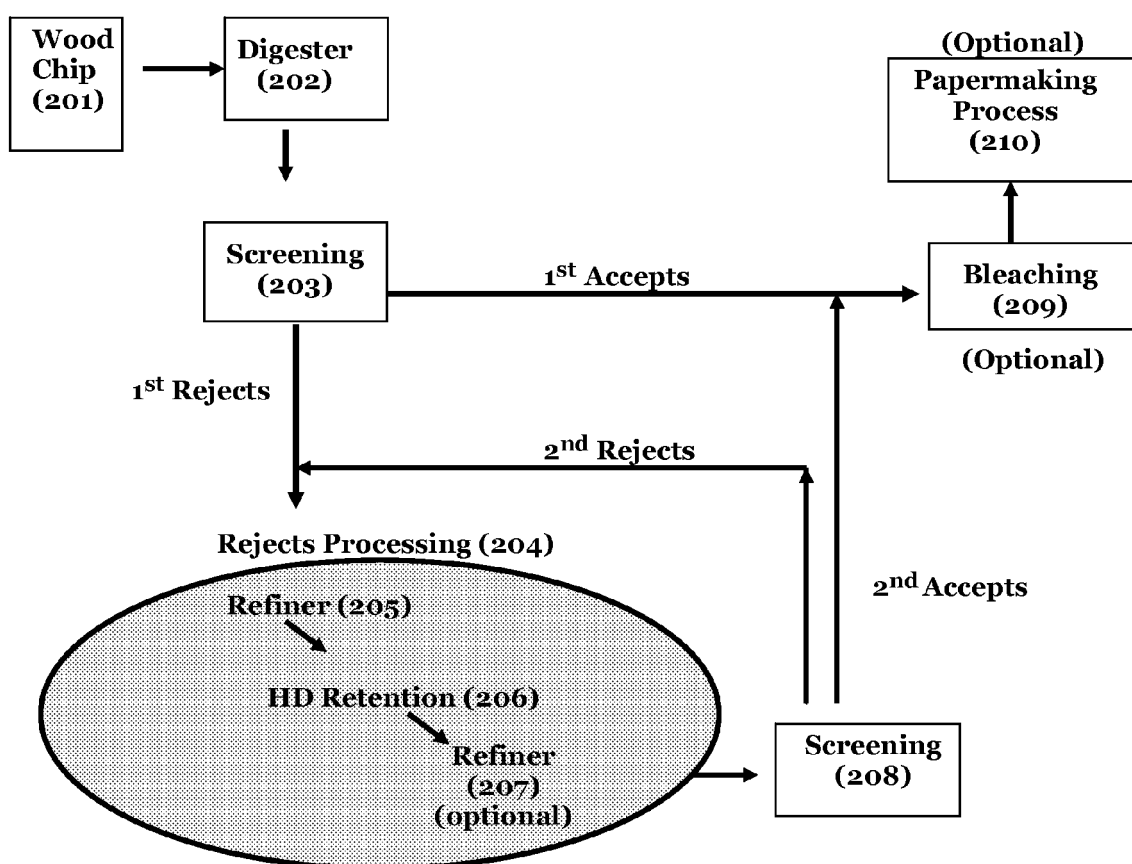 Wood
Chip
(201)
Digester
(202)
(Optional)
Papermaking
Process
(210)
Screening
(203)
1st Accepts
Bleaching
(209)
(Optional)
1st Rejects
2nd Rejects
Rejects Processing (204)
2nd Accepts
Refiner (205)
HD Retention (206)
Refiner
(207)
(optional)
Screening
(208)